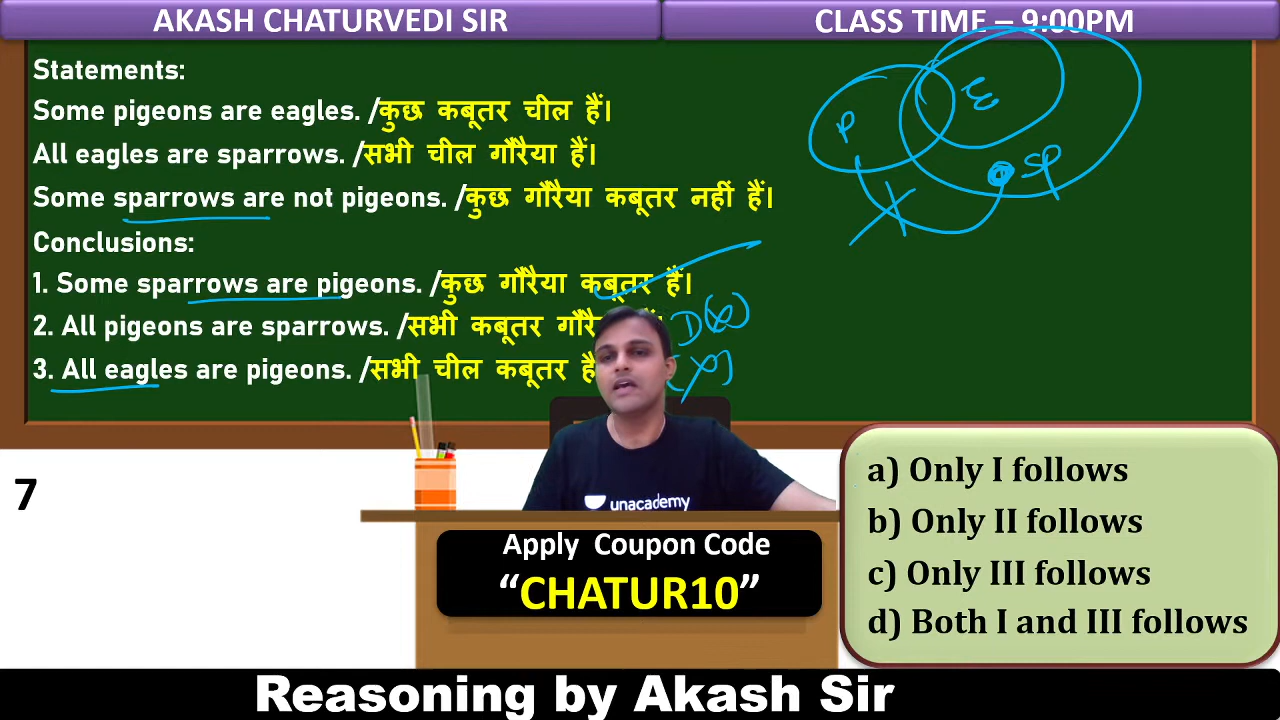 AKASH CHATURVEDI SIR
CLASS TIME – 9:00PM
Statements:
Some pigeons are eagles. /कुछ कबूतर चील हैं।
All eagles are sparrows. /सभी चील गौरैया हैं।
Some sparrows are not pigeons. /कुछ गौरैया कबूतर नहीं हैं।
Conclusions:
1. Some sparrows are pigeons. /कुछ गौरैया कबूतर हैं।
2. All pigeons are sparrows. /सभी कबूतर
3. All eagles are pigeons. /सभी चील कबूतर
P
E
SP
D
7
unacademy
Apply Coupon Code
“CHATUR10”
a) Only I follows
b) Only II follows
c) Only III follows
d) Both I and III follows
Reasoning by Akash Sir